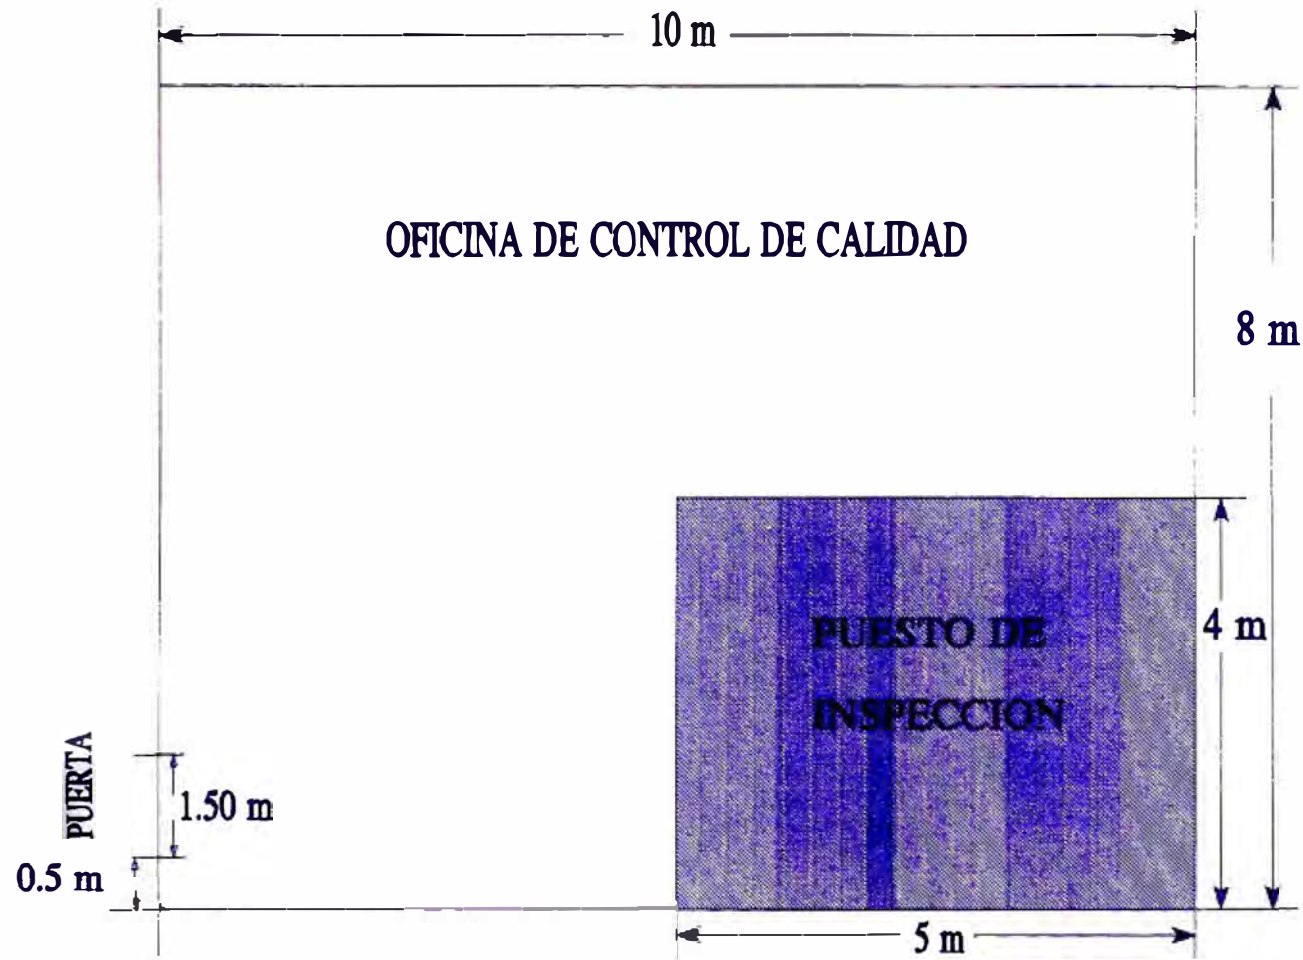 10 m
OFICINA DE CONTROL DE CALIDAD
8 m
PUESTO DE
INSPECCION
4 m
PUERTA
1.50 m
0.5 m
5 m